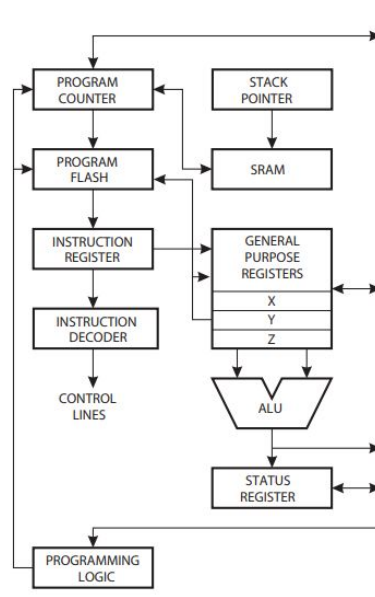 PROGRAM
COUNTER
STACK
POINTER
PROGRAM
FLASH
SRAM
INSTRUCTION
REGISTER
GENERAL
PURPOSE
REGISTERS
X
Y
Z
INSTRUCTION
DECODER
CONTROL
LINES
ALU
STATUS
REGISTER
PROGRAMMING
LOGIC